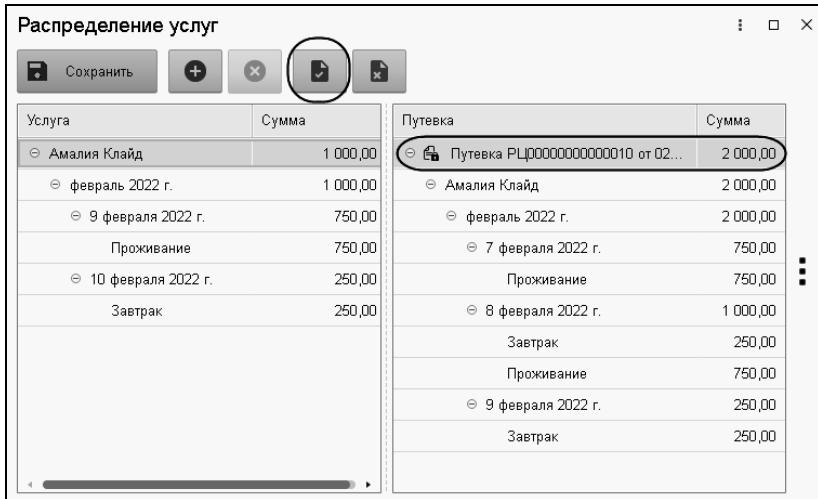 Распределение услуг
Сохранить
Услуга Сумма
Амалия Клайд 1 000,00
февраль 2022 г. 1 000,00
9 февраля 2022 г. 750,00
Проживание 750,00
10 февраля 2022 г. 250,00
Завтрак 250,00
Путевка Сумма
Путевка РЦ00000000000010 от 02... 2 000,00
Амалия Клайд 2 000,00
февраль 2022 г. 2 000,00
7 февраля 2022 г. 750,00
Проживание 750,00
8 февраля 2022 г. 1 000,00
Завтрак 250,00
Проживание 750,00
9 февраля 2022 г. 250,00
Завтрак 250,00